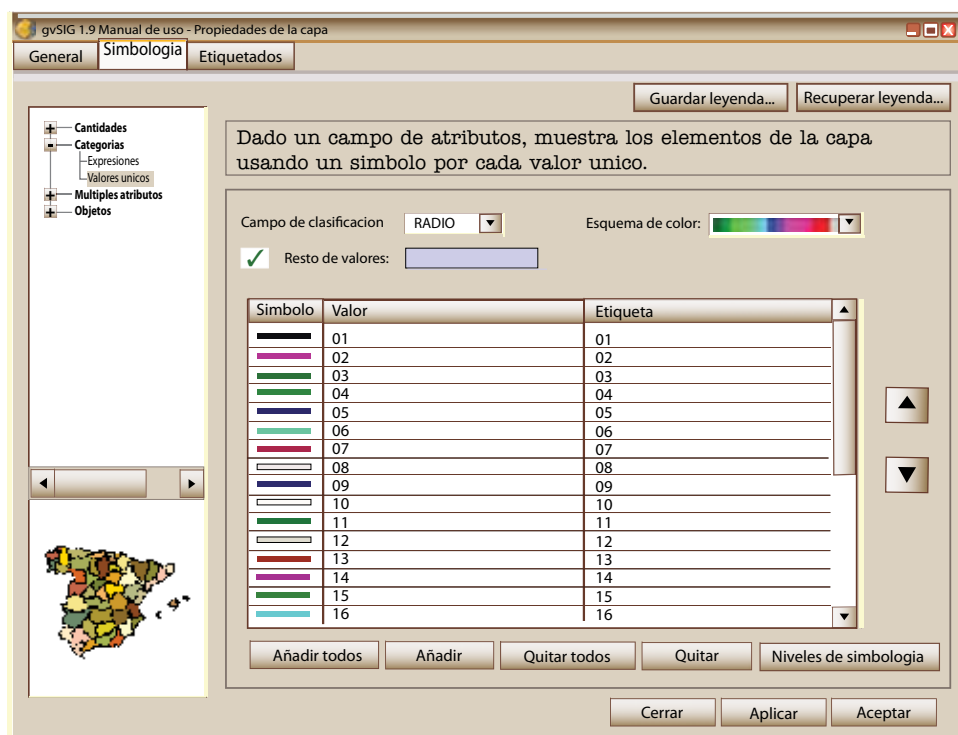 gvSIG 1.9 Manual de uso - Propiedades de la capa
General Simbologia Etiquetados
Guardar leyenda... Recuperar leyenda...
Cantidades
Categorias
Expresiones
Valores unicos
Multiples atributos
Objetos
Dado un campo de atributos, muestra los elementos de la capa
usando un simbolo por cada valor unico.
Campo de clasificacion RADIO Esquema de color:
Resto de valores:
Simbolo Valor Etiqueta
01 01
02 02
03 03
04 04
05 05
06 06
07 07
08 08
09 09
10 10
11 11
12 12
13 13
14 14
15 15
16 16
Añadir todos Añadir Quitar todos Quitar Niveles de simbologia
Cerrar Aplicar Aceptar